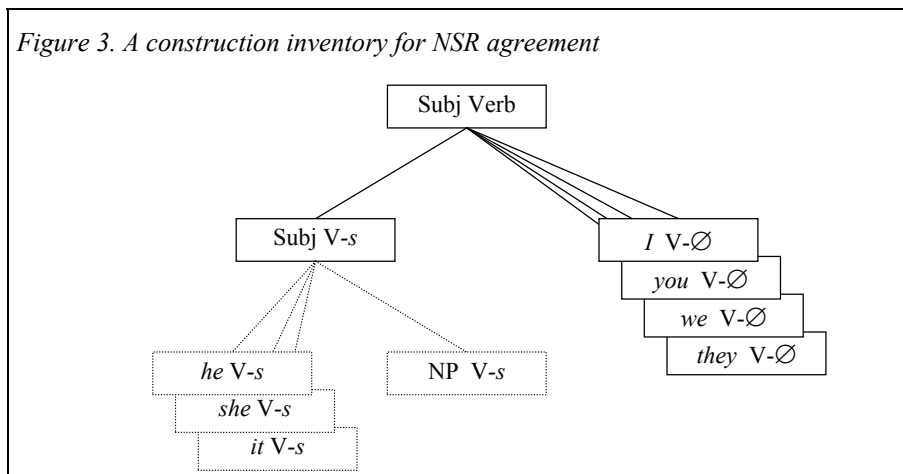 Figure 3. A construction inventory for NSR agreement
Subj Verb
Subj V-s
I V-∅
you V-∅
we V-∅
they V-∅
he V-s
NP V-s
she V-s
it V-s